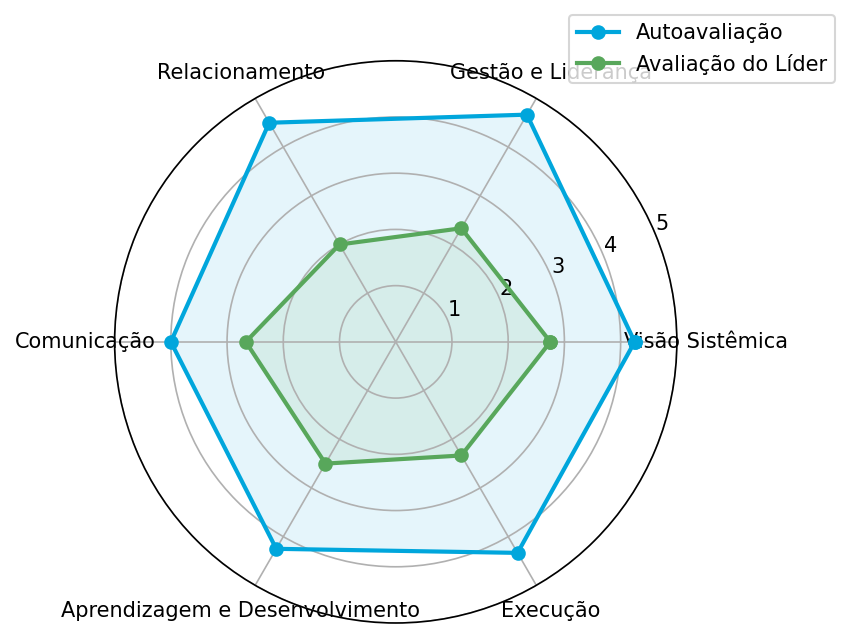 Autoavaliação
Avaliação do Líder
Relacionamento
Gestão e Liderança
5
4
3
2
1
Comunicação
Visão Sistêmica
Aprendizagem e Desenvolvimento
Execução